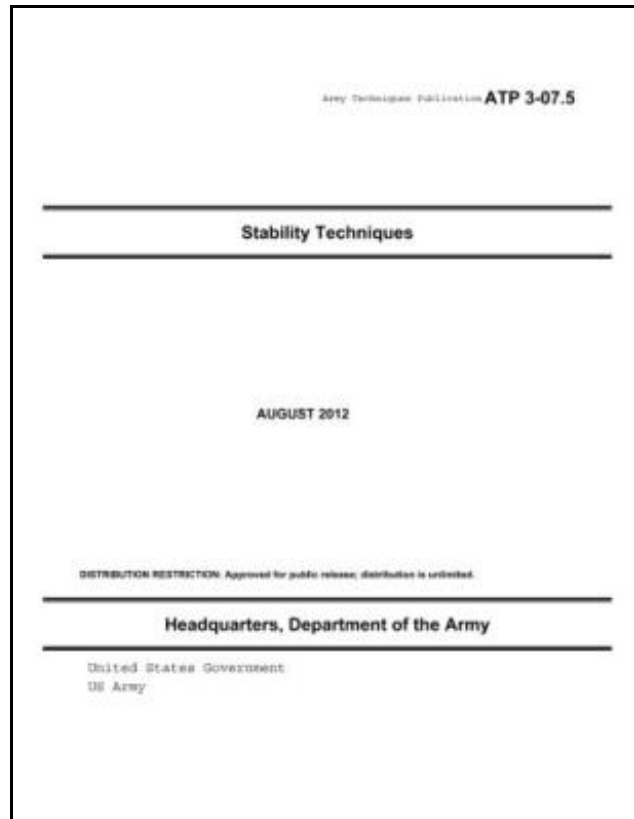 Army Techniques Publication ATP 3-07.5
Stability Techniques
AUGUST 2012
DISTRIBUTION RESTRICTION: Approved for public release; distribution is unlimited.
Headquarters, Department of the Army
United States Government
US Army